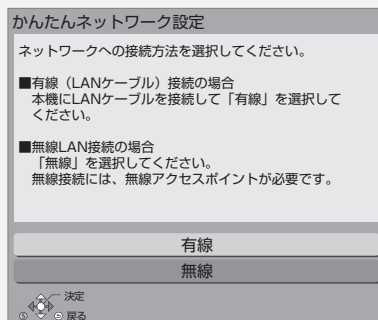 かんたんネットワーク設定
ネットワークへの接続方法を選択してください。
■有線（LANケーブル）接続の場合
本機にLANケーブルを接続して「有線」を選択して
ください。
■無線LAN接続の場合
「無線」を選択してください。
無線接続には、無線アクセスポイントが必要です。
有線
無線
決定
S 戻る